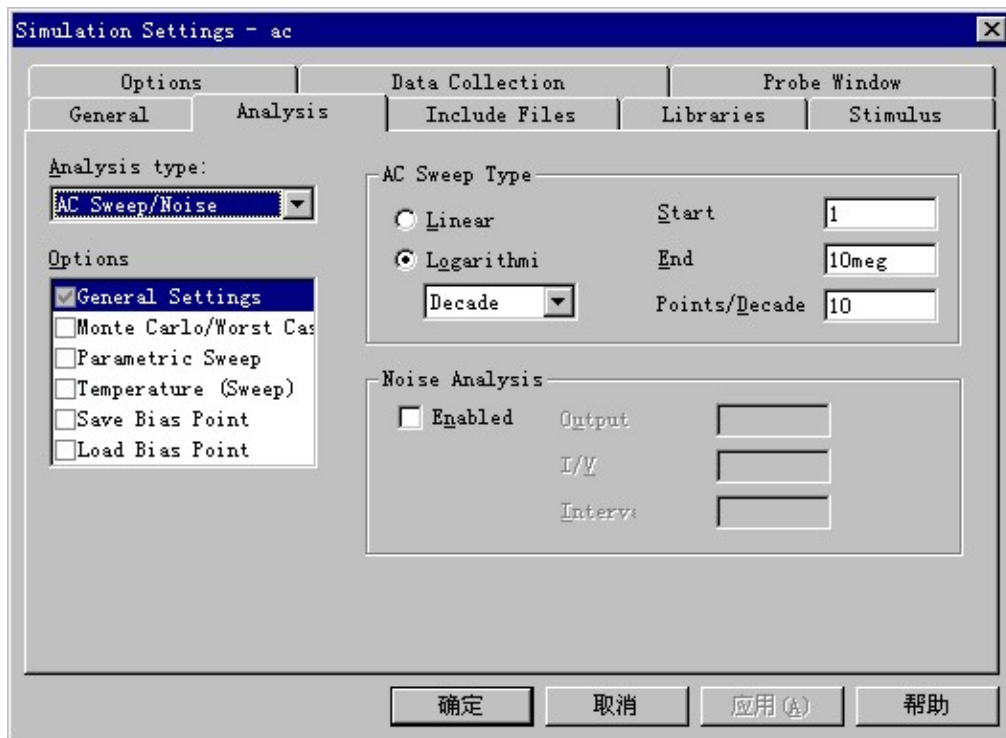 Simulation Settings - ac
Options Data Collection Probe Window
General Analysis Include Files Libraries Stimulus
Analysis type:
AC Sweep/Noise
Options
General Settings
Monte Carlo/Worst Cas
Parametric Sweep
Temperature (Sweep)
Save Bias Point
Load Bias Point
AC Sweep Type
Linear
Logarithmi
Decade
Start 1
End 10meg
Points/Decade 10
Noise Analysis
Enabled
Output
I/V
Interva
确定 取消 应用(A) 帮助